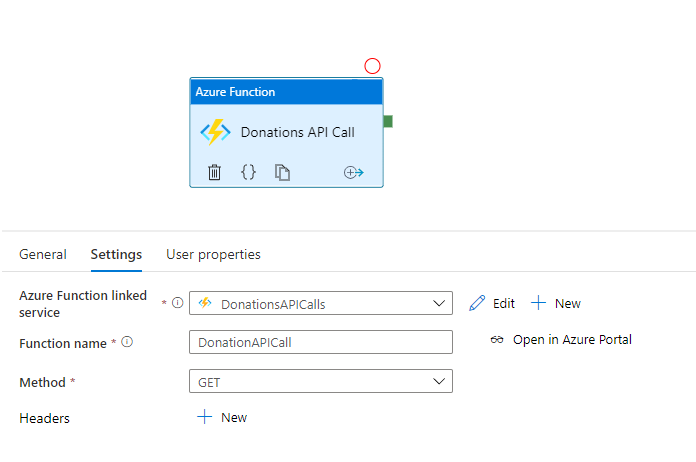 Azure Function
Donations API Call
General Settings User properties
Azure Function linked service * DonationsAPICalls Edit New
Function name * DonationAPICall Open in Azure Portal
Method * GET
Headers New